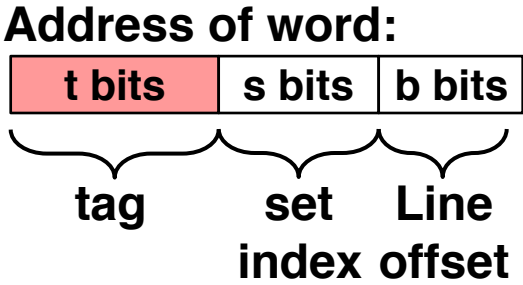 Address of word:
t bits s bits b bits
tag set Line
index offset